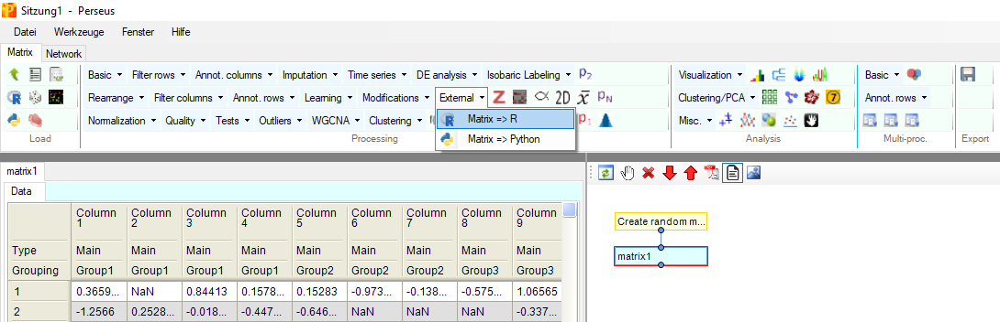 Sitzung1 - Perseus
Datei Werkzeuge Fenster Hilfe
Matrix Network
Basic Filter rows Annot. columns Imputation Time series DE analysis Isobaric Labeling p2
Visualization Basic
Rearrange Filter columns Annot. rows Learning Modifications External Z 2D x pN
Clustering/PCA 7 Annot. rows
Normalization Quality Tests Outliers WGCNA Clustering p1
Misc.
Matrix => R
Matrix => Python
Load Processing Analysis Multi-proc. Export
matrix1
Data
Column 1 Column 2 Column 3 Column 4 Column 5 Column 6 Column 7 Column 8 Column 9
Type Main Main Main Main Main Main Main Main Main
Grouping Group1 Group1 Group1 Group1 Group2 Group2 Group2 Group3 Group3
1 0.3659... NaN 0.84413 0.1578... 0.15283 -0.973... -0.138... -0.575... 1.06565
2 -1.2566 0.2528... -0.018... -0.447... -0.646... NaN NaN NaN -0.337...
Create random m...
matrix1